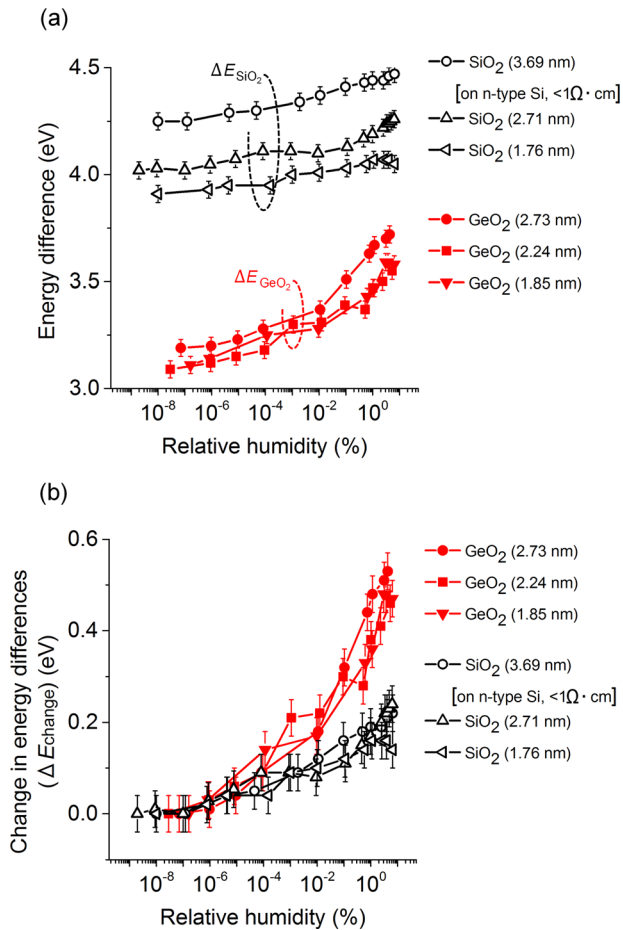 (a)
4.5
4.0
3.5
3.0
Energy difference (eV)
ΔE_SiO₂
ΔE_GeO₂
10⁻⁸ 10⁻⁶ 10⁻⁴ 10⁻² 10⁰
Relative humidity (%)
SiO₂ (3.69 nm)
[on n-type Si, <1Ω・cm]
SiO₂ (2.71 nm)
SiO₂ (1.76 nm)
GeO₂ (2.73 nm)
GeO₂ (2.24 nm)
GeO₂ (1.85 nm)
(b)
0.6
0.4
0.2
0.0
Change in energy differences
(ΔEchange) (eV)
10⁻⁸ 10⁻⁶ 10⁻⁴ 10⁻² 10⁰
Relative humidity (%)
GeO₂ (2.73 nm)
GeO₂ (2.24 nm)
GeO₂ (1.85 nm)
SiO₂ (3.69 nm)
[on n-type Si, <1Ω・cm]
SiO₂ (2.71 nm)
SiO₂ (1.76 nm)